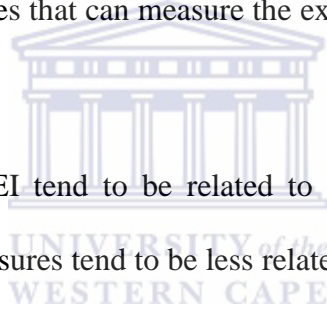 es that can measure the ex
EI tend to be related to
UNIVERSITY of the
sures tend to be less relate
WESTERN CAPE